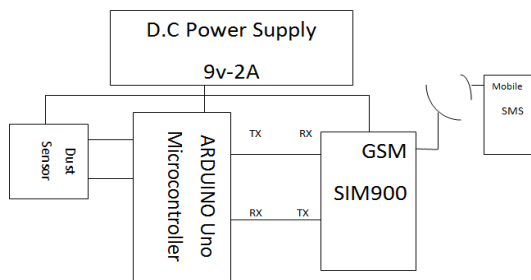 D.C Power Supply
9v-2A
Dust
Sensor
ARDUINO Uno
Microcontroller
TX RX
RX TX
GSM
SIM900
Mobile
SMS